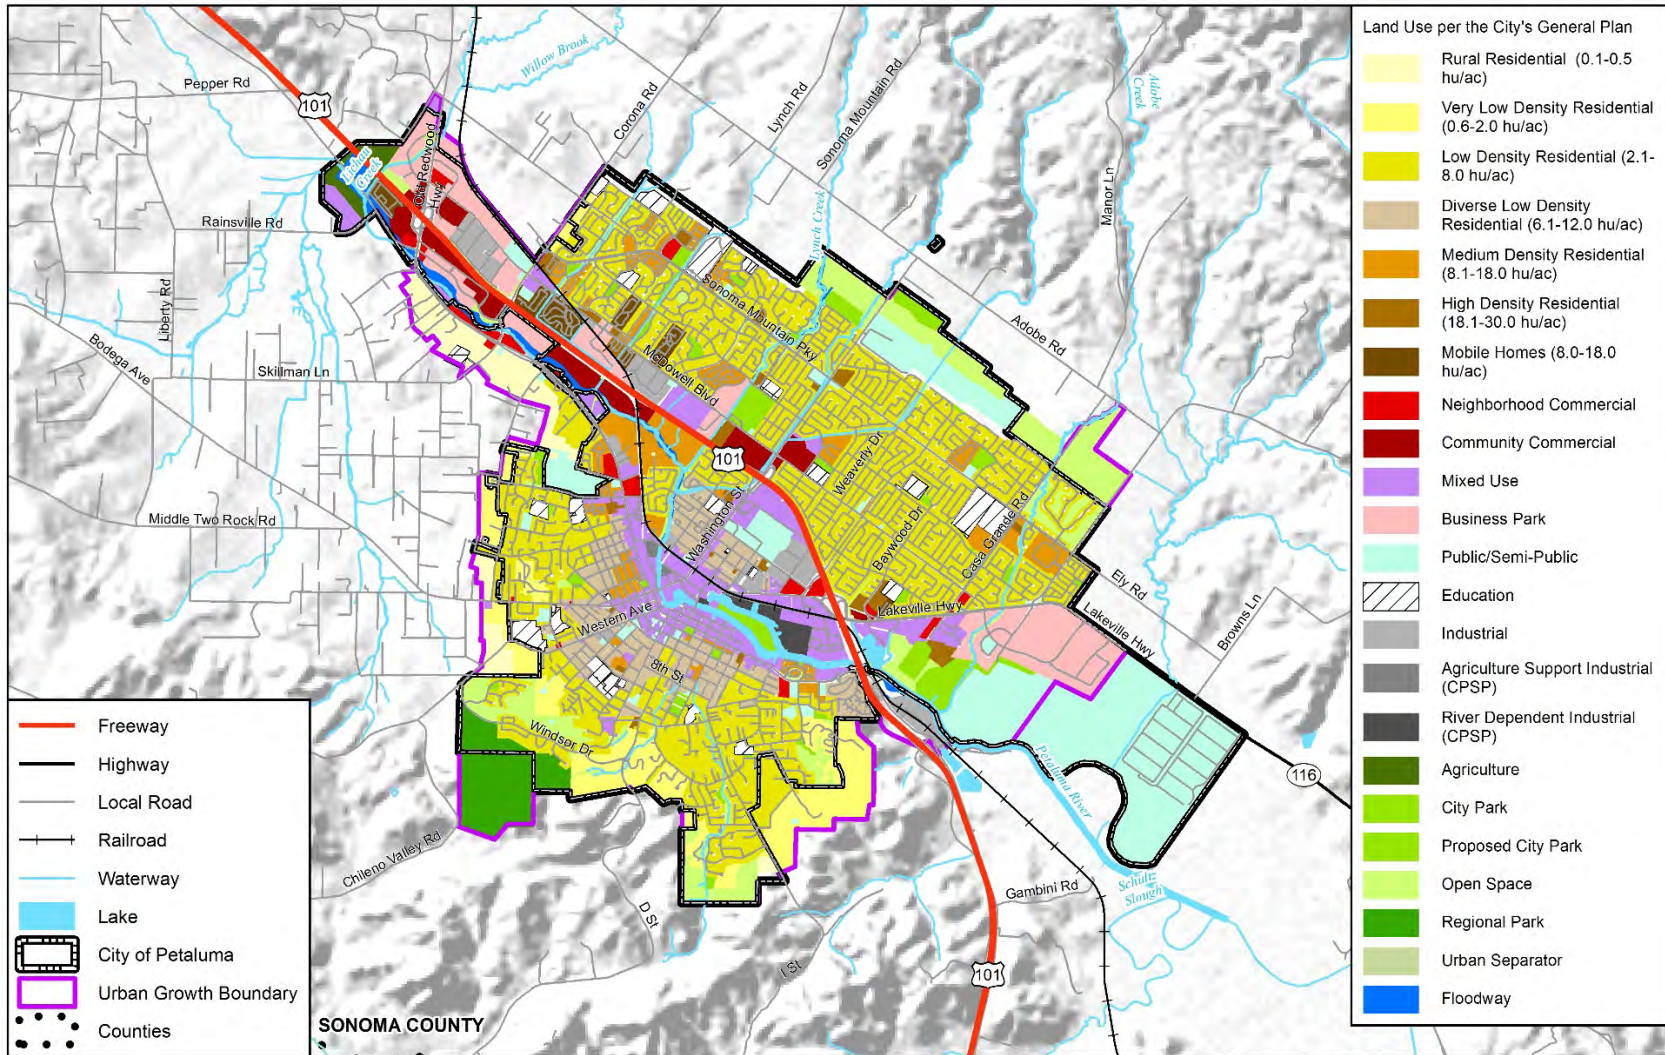 Pepper Rd
101
Willow Brook
Corona Rd
Lynch Rd
Sonoma Mountain Rd
Adobe
Creek
Lichau
Creek
Old Redwood
Hwy
Rainsville Rd
Liberty Rd
Lynch Creek
Manor Ln
Sonoma Mountain Pky
Adobe Rd
Bodega Ave
Skillman Ln
McDowell Blvd
101
Weaverly Dr
Middle Two Rock Rd
Washington St
Baywood Dr
Casa Grande Rd
Ely Rd
Lakeville Hwy
Lakeville Hwy
Browns Ln
Western Ave
8th St
Windsor Dr
Petaluma River
116
Chileno Valley Rd
D St
I St
Gambini Rd
Schultz
Slough
101
SONOMA COUNTY
Freeway
Highway
Local Road
Railroad
Waterway
Lake
City of Petaluma
Urban Growth Boundary
Counties
Land Use per the City's General Plan
Rural Residential (0.1-0.5
hu/ac)
Very Low Density Residential
(0.6-2.0 hu/ac)
Low Density Residential (2.1-
8.0 hu/ac)
Diverse Low Density
Residential (6.1-12.0 hu/ac)
Medium Density Residential
(8.1-18.0 hu/ac)
High Density Residential
(18.1-30.0 hu/ac)
Mobile Homes (8.0-18.0
hu/ac)
Neighborhood Commercial
Community Commercial
Mixed Use
Business Park
Public/Semi-Public
Education
Industrial
Agriculture Support Industrial
(CPSP)
River Dependent Industrial
(CPSP)
Agriculture
City Park
Proposed City Park
Open Space
Regional Park
Urban Separator
Floodway